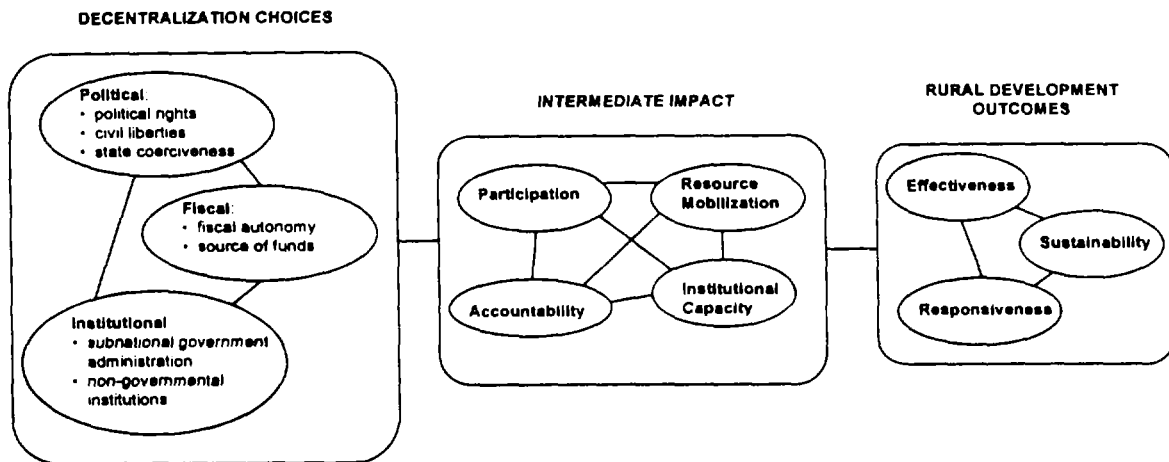 DECENTRALIZATION CHOICES
Political:
• political rights
• civil liberties
• state coerciveness
Fiscal:
• fiscal autonomy
• source of funds
Institutional
• subnational government
administration
• non-governmental
institutions
INTERMEDIATE IMPACT
Participation
Resource
Mobilization
Accountability
Institutional
Capacity
RURAL DEVELOPMENT
OUTCOMES
Effectiveness
Sustainability
Responsiveness